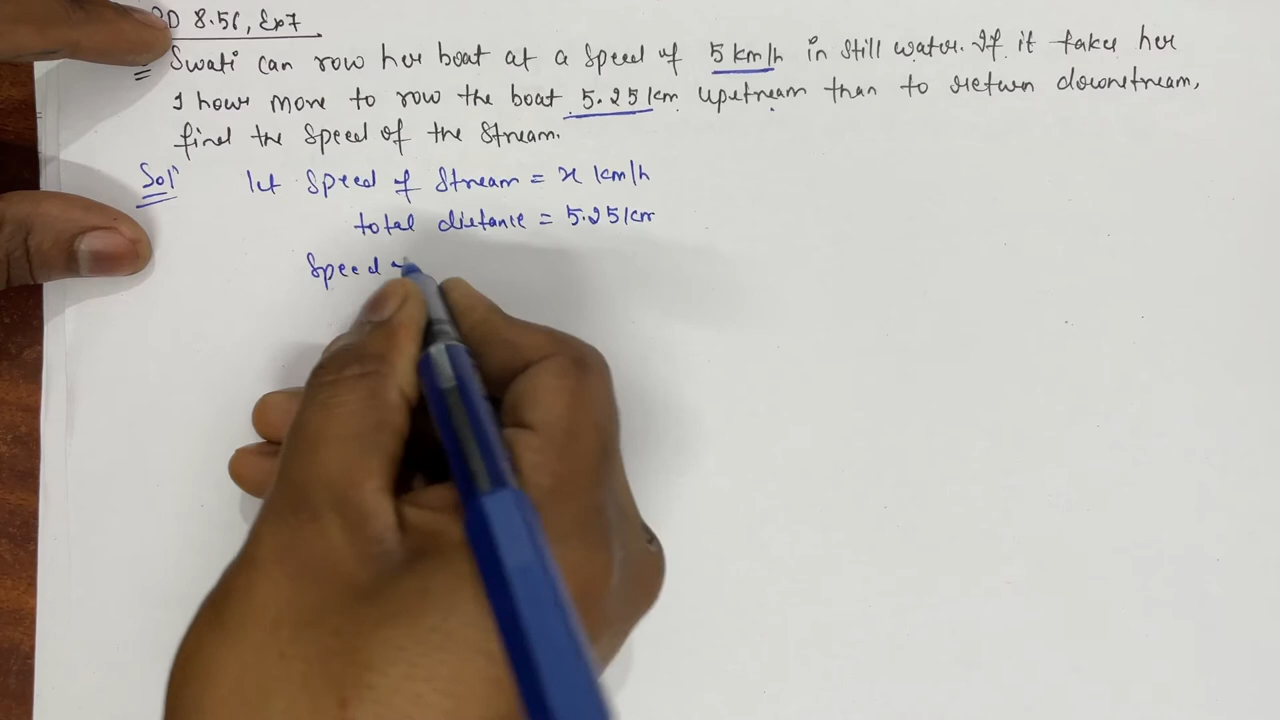 RD 8.56, Exp7
Swati can row her boat at a speed of 5 km/h in still water. If it takes her
1 hour more to row the boat 5.25 km upstream than to return downstream,
find the speed of the stream.
Sol'
let speed of stream = x km/h
total distance = 5.25 km
Speed